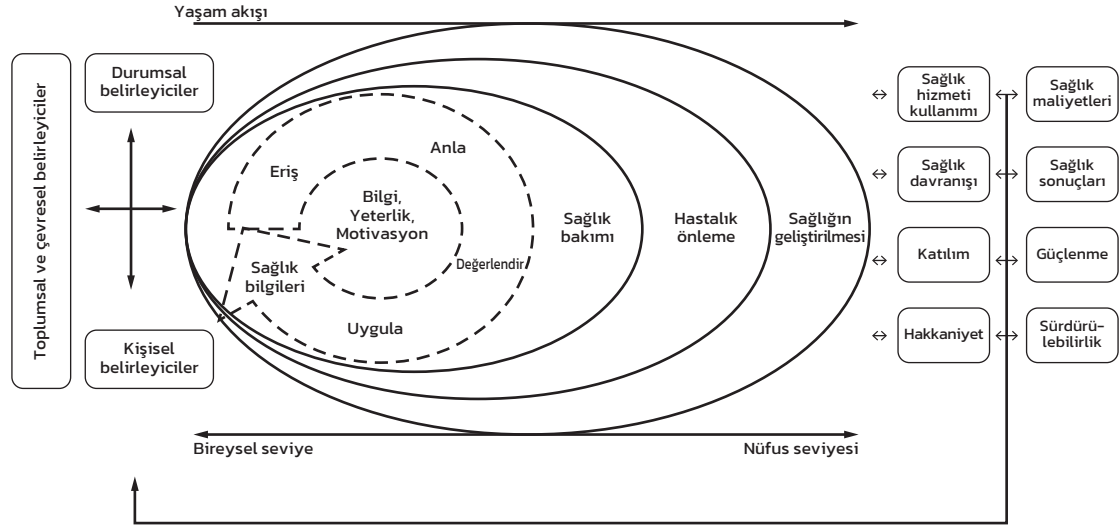 Yaşam akışı
Toplumsal ve çevresel belirleyiciler
Durumsal
belirleyiciler
Kişisel
belirleyiciler
Eriş
Anla
Bilgi,
Yeterlik,
Motivasyon
Sağlık
bilgileri
Değerlendir
Uygula
Sağlık
bakımı
Hastalık
önleme
Sağlığın
geliştirilmesi
Sağlık
hizmeti
kullanımı
Sağlık
maliyetleri
Sağlık
davranışı
Sağlık
sonuçları
Katılım
Güçlenme
Hakkaniyet
Sürdürü-
lebilirlik
Bireysel seviye
Nüfus seviyesi